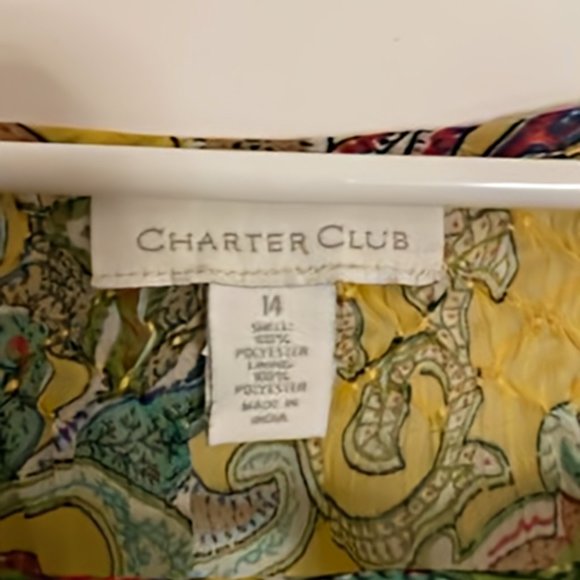 CHARTER CLUB
14
SHELL:
100%
POLYESTER
LINING:
100%
POLYESTER
MADE IN
INDIA